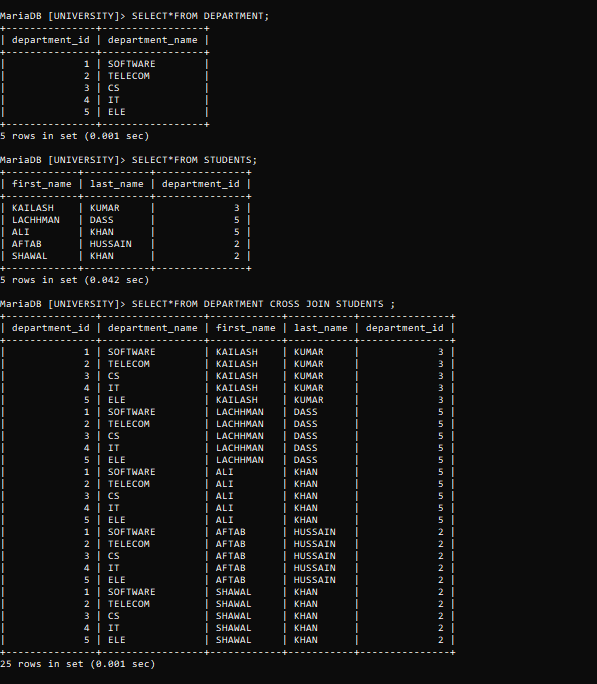 MariaDB [UNIVERSITY]> SELECT*FROM DEPARTMENT;
+---------------+-----------------+
| department_id | department_name |
+---------------+-----------------+
|             1 | SOFTWARE        |
|             2 | TELECOM         |
|             3 | CS              |
|             4 | IT              |
|             5 | ELE             |
+---------------+-----------------+
5 rows in set (0.001 sec)
MariaDB [UNIVERSITY]> SELECT*FROM STUDENTS;
+------------+-----------+---------------+
| first_name | last_name | department_id |
+------------+-----------+---------------+
| KAILASH    | KUMAR     |             3 |
| LACHHMAN   | DASS      |             5 |
| ALI        | KHAN      |             5 |
| AFTAB      | HUSSAIN   |             2 |
| SHAWAL     | KHAN      |             2 |
+------------+-----------+---------------+
5 rows in set (0.042 sec)
MariaDB [UNIVERSITY]> SELECT*FROM DEPARTMENT CROSS JOIN STUDENTS ;
+---------------+-----------------+------------+-----------+---------------+
| department_id | department_name | first_name | last_name | department_id |
+---------------+-----------------+------------+-----------+---------------+
|             1 | SOFTWARE        | KAILASH    | KUMAR     |             3 |
|             2 | TELECOM         | KAILASH    | KUMAR     |             3 |
|             3 | CS              | KAILASH    | KUMAR     |             3 |
|             4 | IT              | KAILASH    | KUMAR     |             3 |
|             5 | ELE             | KAILASH    | KUMAR     |             3 |
|             1 | SOFTWARE        | LACHHMAN   | DASS      |             5 |
|             2 | TELECOM         | LACHHMAN   | DASS      |             5 |
|             3 | CS              | LACHHMAN   | DASS      |             5 |
|             4 | IT              | LACHHMAN   | DASS      |             5 |
|             5 | ELE             | LACHHMAN   | DASS      |             5 |
|             1 | SOFTWARE        | ALI        | KHAN      |             5 |
|             2 | TELECOM         | ALI        | KHAN      |             5 |
|             3 | CS              | ALI        | KHAN      |             5 |
|             4 | IT              | ALI        | KHAN      |             5 |
|             5 | ELE             | ALI        | KHAN      |             5 |
|             1 | SOFTWARE        | AFTAB      | HUSSAIN   |             2 |
|             2 | TELECOM         | AFTAB      | HUSSAIN   |             2 |
|             3 | CS              | AFTAB      | HUSSAIN   |             2 |
|             4 | IT              | AFTAB      | HUSSAIN   |             2 |
|             5 | ELE             | AFTAB      | HUSSAIN   |             2 |
|             1 | SOFTWARE        | SHAWAL     | KHAN      |             2 |
|             2 | TELECOM         | SHAWAL     | KHAN      |             2 |
|             3 | CS              | SHAWAL     | KHAN      |             2 |
|             4 | IT              | SHAWAL     | KHAN      |             2 |
|             5 | ELE             | SHAWAL     | KHAN      |             2 |
+---------------+-----------------+------------+-----------+---------------+
25 rows in set (0.001 sec)